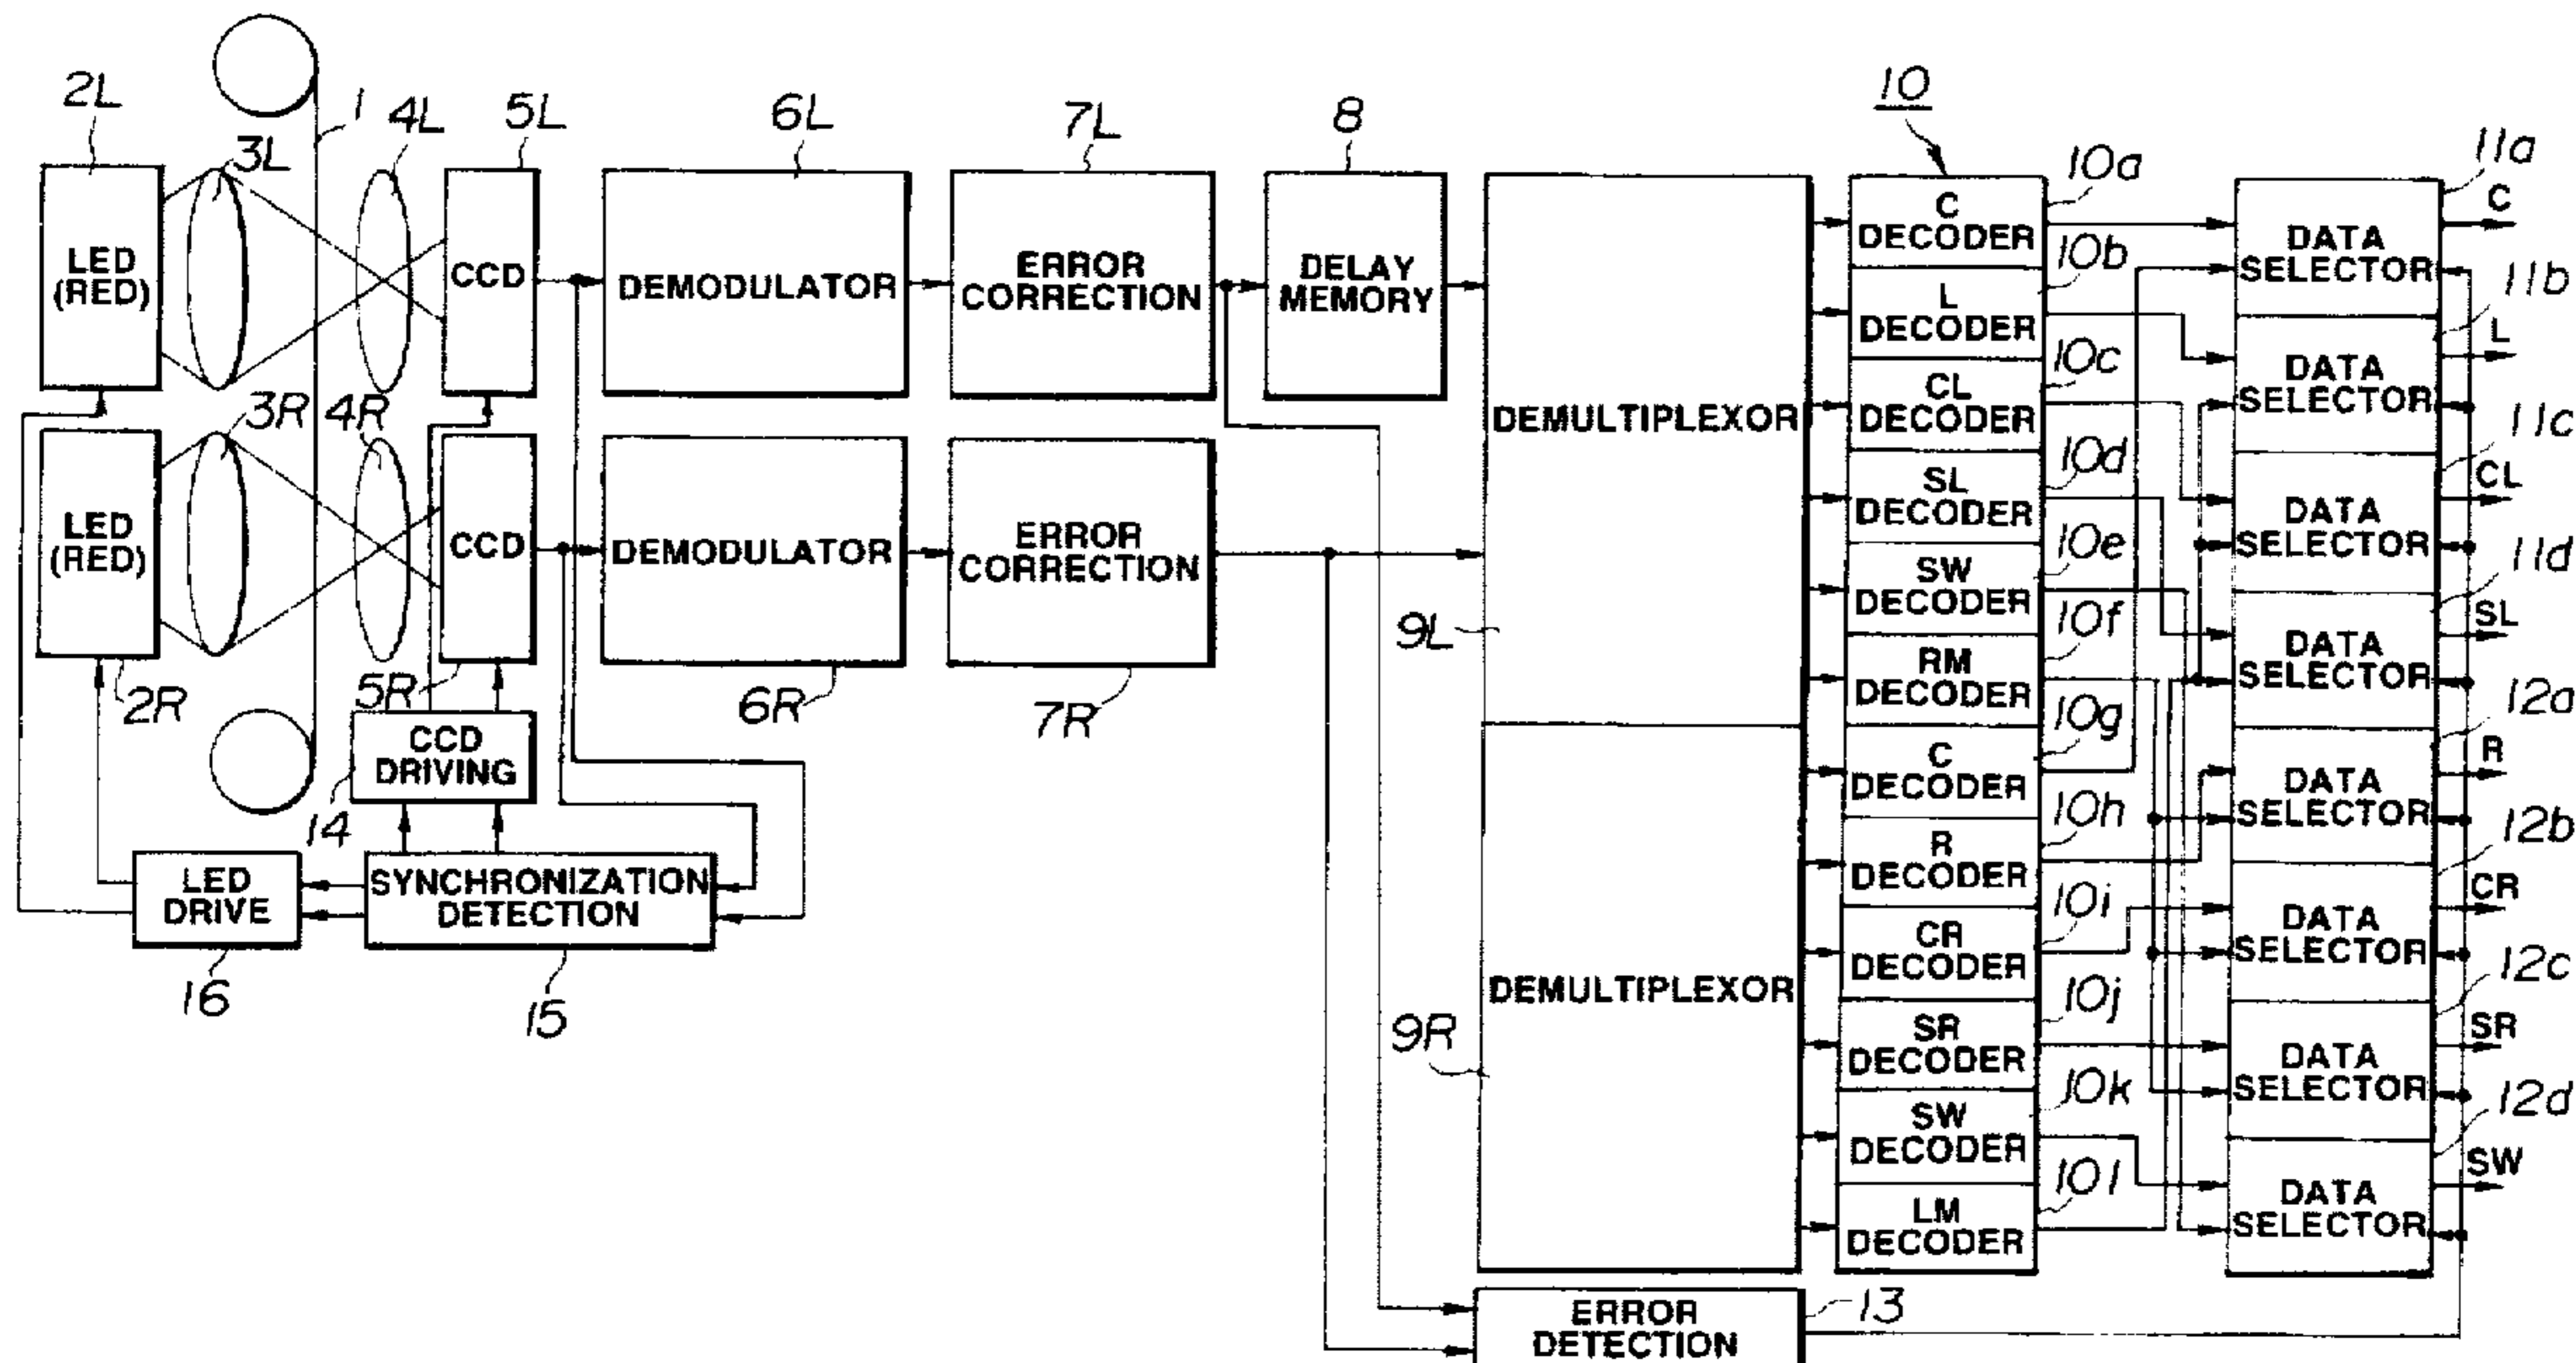 2L
3L
1
4L
5L
6L
7L
8
10
10a
11a
C
LED
(RED)
CCD
DEMODULATOR
ERROR
CORRECTION
DELAY
MEMORY
DEMULTIPLEXOR
C
DECODER
10b
L
DECODER
10c
CL
DECODER
10d
SL
DECODER
10e
SW
DECODER
10f
RM
DECODER
10g
C
DECODER
10h
R
DECODER
10i
CR
DECODER
10j
SR
DECODER
10k
SW
DECODER
10l
LM
DECODER
DATA
SELECTOR
11b
L
DATA
SELECTOR
11c
CL
DATA
SELECTOR
11d
SL
DATA
SELECTOR
12a
R
DATA
SELECTOR
12b
CR
DATA
SELECTOR
12c
SR
DATA
SELECTOR
12d
SW
DATA
SELECTOR
3R
4R
LED
(RED)
CCD
DEMODULATOR
ERROR
CORRECTION
9L
2R
5R
6R
7R
CCD
DRIVING
14
LED
DRIVE
SYNCHRONIZATION
DETECTION
16
15
DEMULTIPLEXOR
9R
ERROR
DETECTION
13